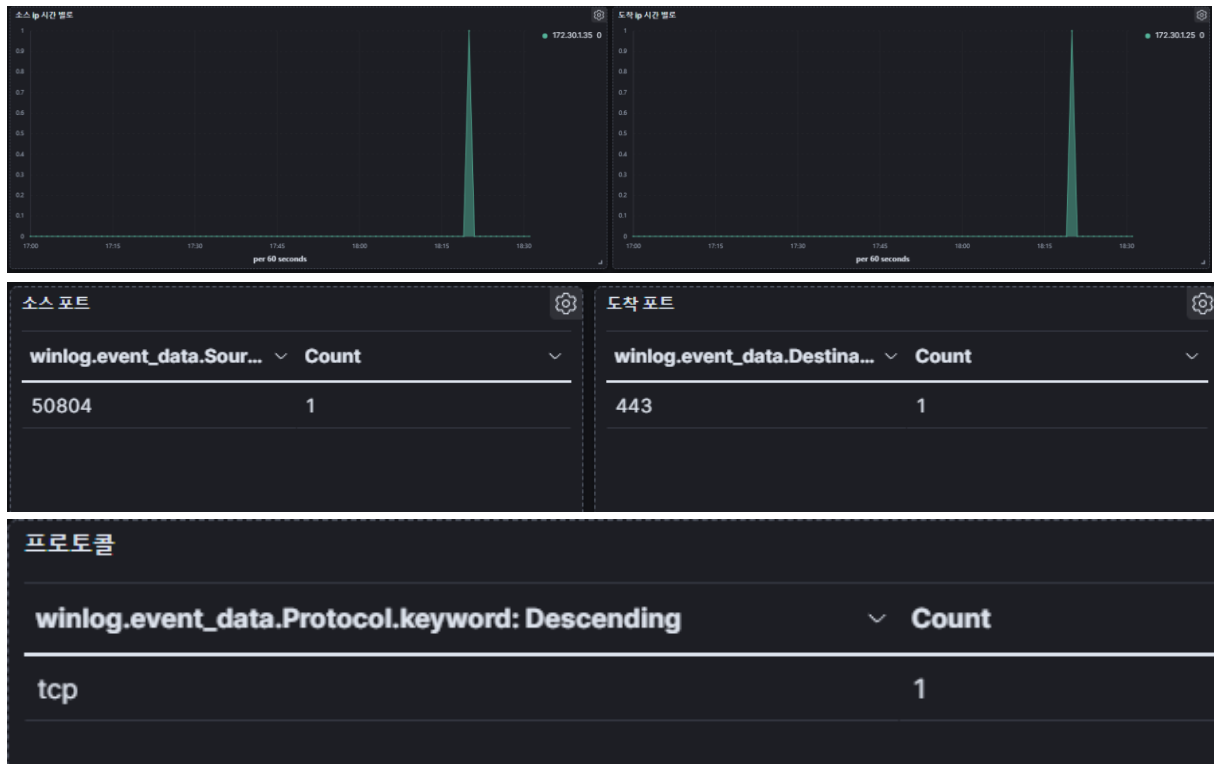 소스 ip 시간 별로
172.30.1.35 0
1
0.9
0.8
0.7
0.6
0.5
0.4
0.3
0.2
0.1
0
17:00 17:15 17:30 17:45 18:00 18:15 18:30
per 60 seconds
도착 ip 시간 별로
172.30.1.25 0
1
0.9
0.8
0.7
0.6
0.5
0.4
0.3
0.2
0.1
0
17:00 17:15 17:30 17:45 18:00 18:15 18:30
per 60 seconds
소스 포트
winlog.event_data.Sour... Count
50804 1
도착 포트
winlog.event_data.Destina... Count
443 1
프로토콜
winlog.event_data.Protocol.keyword: Descending Count
tcp 1